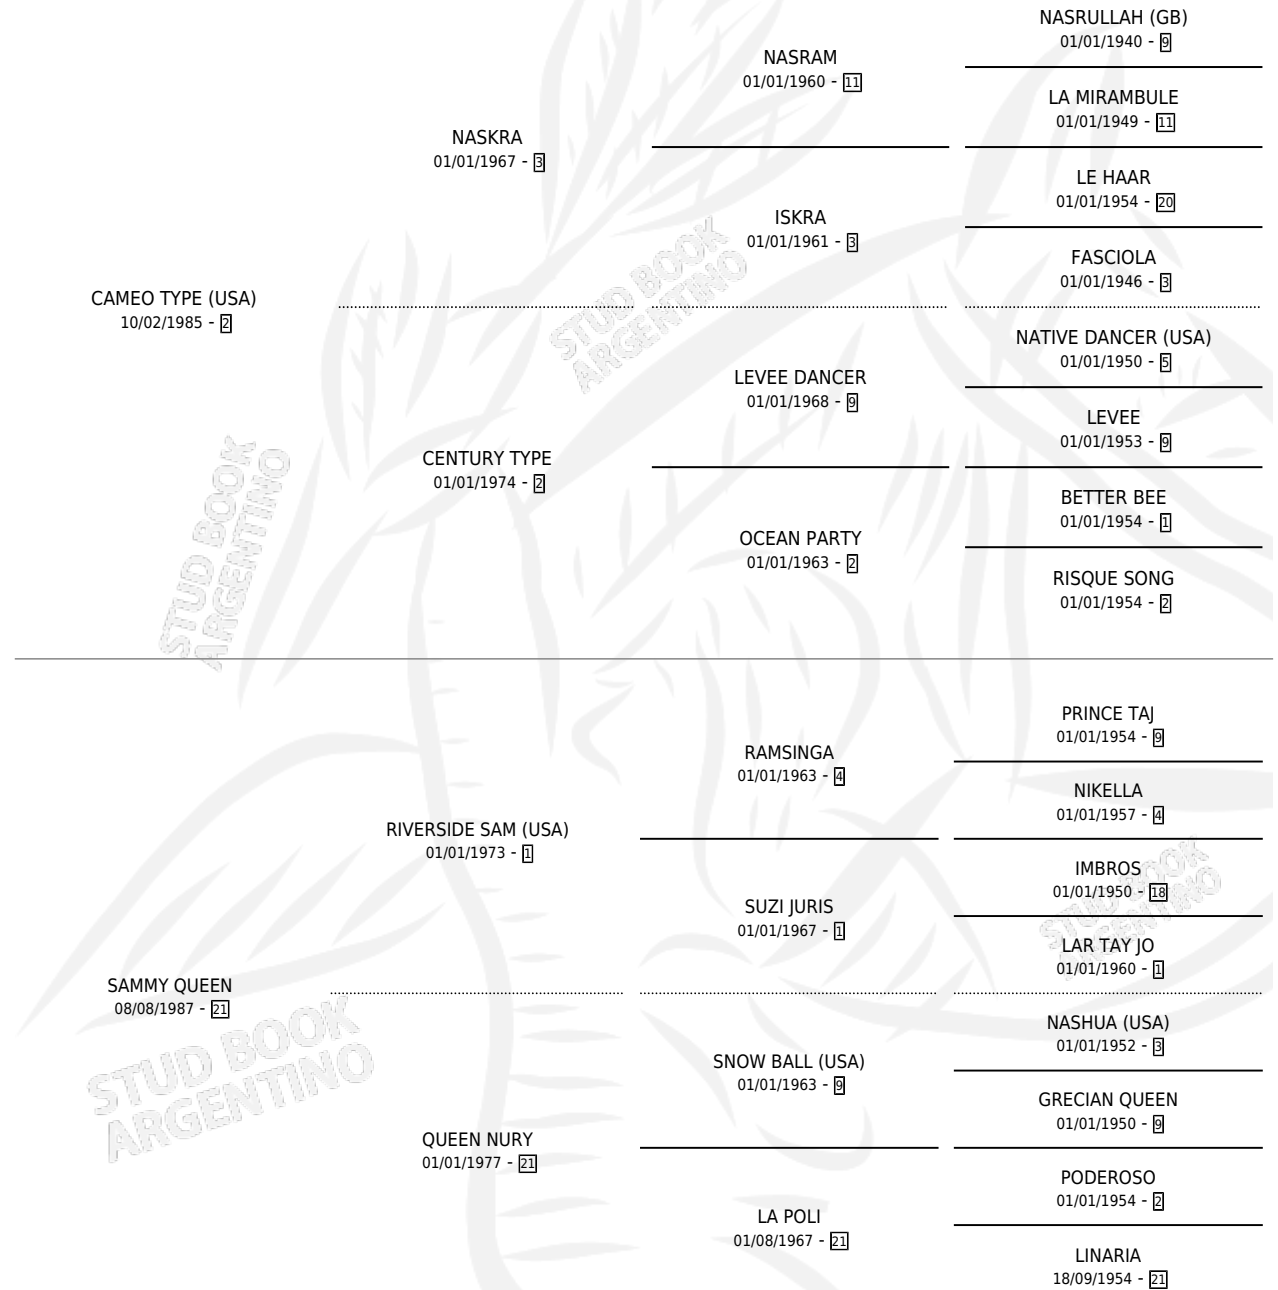 NASRULLAH (GB)
01/01/1940 - 9
NASRAM
01/01/1960 - 11
LA MIRAMBULE
01/01/1949 - 11
NASKRA
01/01/1967 - 3
LE HAAR
01/01/1954 - 20
ISKRA
01/01/1961 - 3
FASCIOLA
01/01/1946 - 3
CAMEO TYPE (USA)
10/02/1985 - 2
NATIVE DANCER (USA)
01/01/1950 - 5
LEVEE DANCER
01/01/1968 - 9
LEVEE
01/01/1953 - 9
CENTURY TYPE
01/01/1974 - 2
BETTER BEE
01/01/1954 - 1
OCEAN PARTY
01/01/1963 - 2
RISQUE SONG
01/01/1954 - 2
PRINCE TAJ
01/01/1954 - 9
RAMSINGA
01/01/1963 - 4
NIKELLA
01/01/1957 - 4
RIVERSIDE SAM (USA)
01/01/1973 - 1
IMBROS
01/01/1950 - 18
SUZI JURIS
01/01/1967 - 1
LAR TAY JO
01/01/1960 - 1
SAMMY QUEEN
08/08/1987 - 21
NASHUA (USA)
01/01/1952 - 3
SNOW BALL (USA)
01/01/1963 - 9
GRECIAN QUEEN
01/01/1950 - 9
QUEEN NURY
01/01/1977 - 21
PODEROSO
01/01/1954 - 2
LA POLI
01/08/1967 - 21
LINARIA
18/09/1954 - 21
STUD BOOK
ARGENTINO
STUD BOOK
ARGENTINO
STUD BOOK
ARGENTINO
STUD BOOK
ARGENTINO